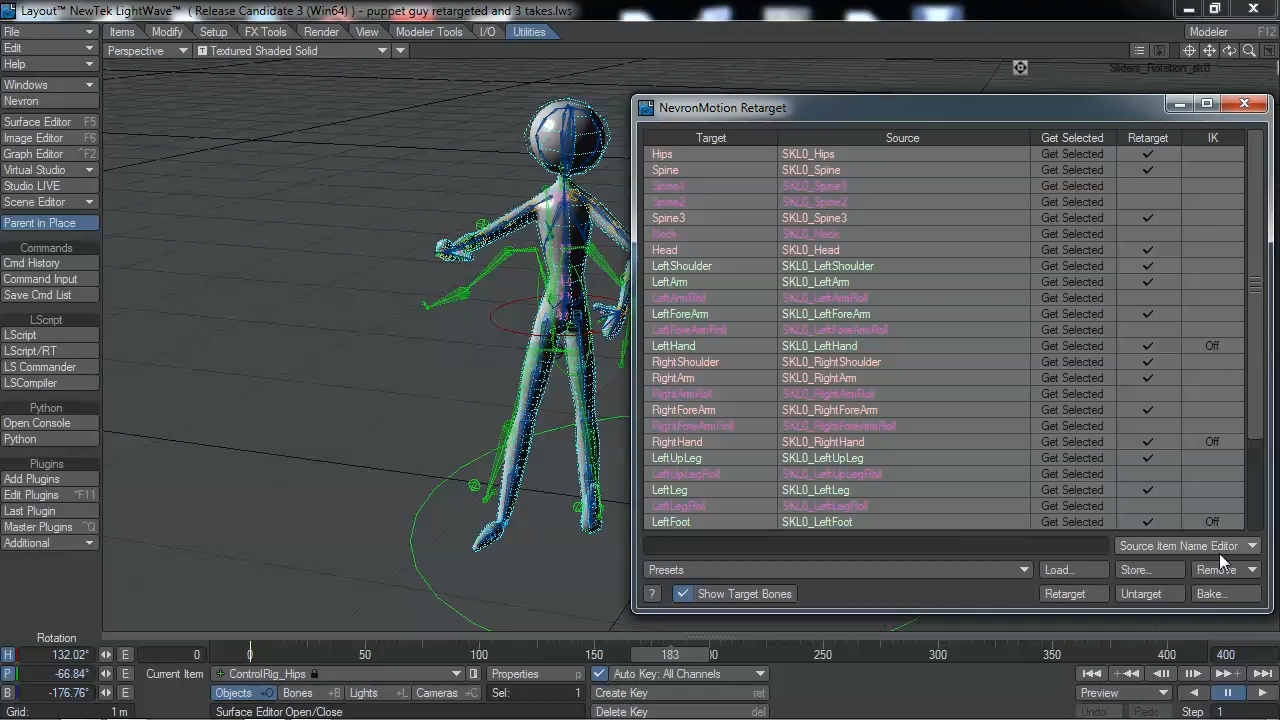 Layout™ NewTek LightWave™ ( Release Candidate 3 (Win64) ) - puppet guy retargeted and 3 takes.lws
File Items Modify Setup FX Tools Render View Modeler Tools I/O Utilities Modeler F12
Edit Perspective Textured Shaded Solid
Help
Windows
Nevron
Surface Editor F5
Image Editor F6
Graph Editor ^F2
Virtual Studio
Studio LIVE
Scene Editor
Parent in Place
Commands
Cmd History
Command Input
Save Cmd List
LScript
LScript
LScript/RT
LS Commander
LSCompiler
Python
Open Console
Python
Plugins
Add Plugins
Edit Plugins ^F11
Last Plugin
Master Plugins ^Q
Additional
Sliders_Rotation_skl0
NevronMotion Retarget
Target Source Get Selected Retarget IK
Hips SKL0_Hips Get Selected
Spine SKL0_Spine Get Selected
Spine1 SKL0_Spine1 Get Selected
Spine2 SKL0_Spine2 Get Selected
Spine3 SKL0_Spine3 Get Selected
Neck SKL0_Neck Get Selected
Head SKL0_Head Get Selected
LeftShoulder SKL0_LeftShoulder Get Selected
LeftArm SKL0_LeftArm Get Selected
LeftArmRoll SKL0_LeftArmRoll Get Selected
LeftForeArm SKL0_LeftForeArm Get Selected
LeftForeArmRoll SKL0_LeftForeArmRoll Get Selected
LeftHand SKL0_LeftHand Get Selected Off
RightShoulder SKL0_RightShoulder Get Selected
RightArm SKL0_RightArm Get Selected
RightArmRoll SKL0_RightArmRoll Get Selected
RightForeArm SKL0_RightForeArm Get Selected
RightForeArmRoll SKL0_RightForeArmRoll Get Selected
RightHand SKL0_RightHand Get Selected Off
LeftUpLeg SKL0_LeftUpLeg Get Selected
LeftUpLegRoll SKL0_LeftUpLegRoll Get Selected
LeftLeg SKL0_LeftLeg Get Selected
LeftLegRoll SKL0_LeftLegRoll Get Selected
LeftFoot SKL0_LeftFoot Get Selected Off
Source Item Name Editor
Presets Load... Store... Remove
? Show Target Bones Retarget Untarget Bake...
Rotation
H 132.02° E 0 0 50 100 150 183 200 250 300 350 400 400
P -66.84° E Current Item ControlRig_Hips Properties p Auto Key: All Channels
B -176.76° E Objects +O Bones +B Lights +L Cameras +C Sel: 1 Create Key ret Preview
Grid: 1 m Surface Editor Open/Close Delete Key del Undo Redo Step 1